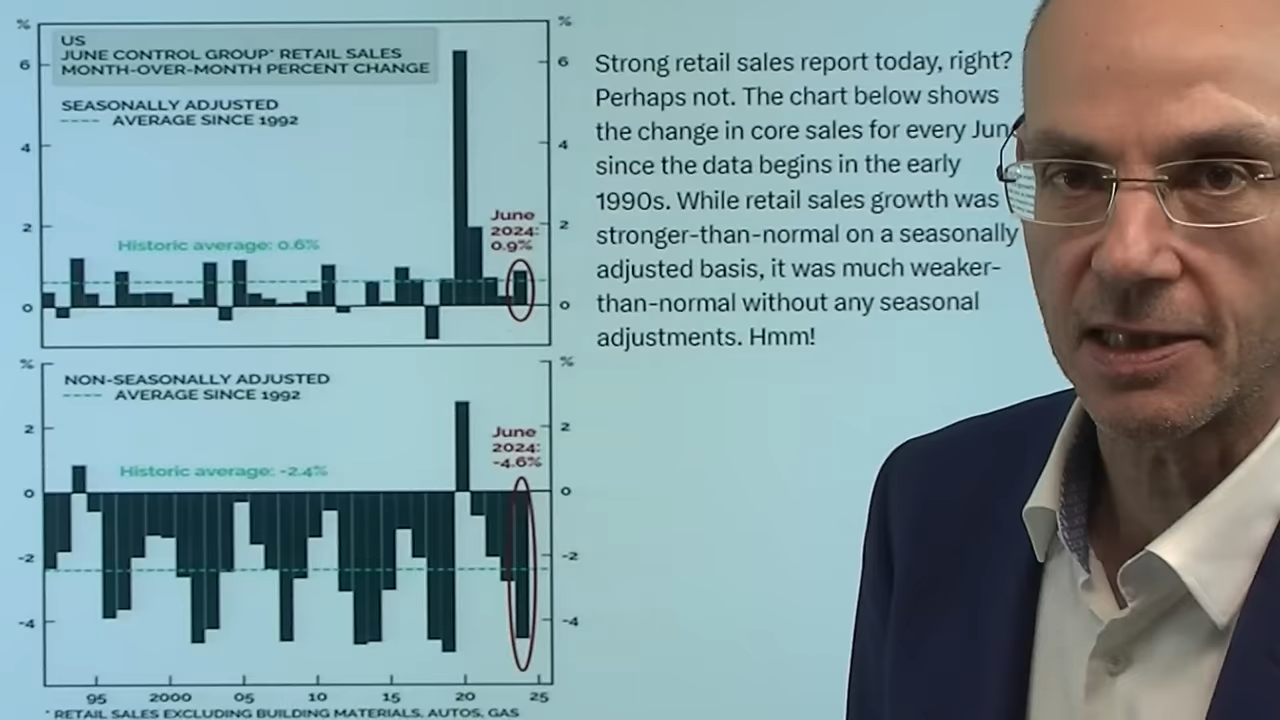 %
%
US
JUNE CONTROL GROUP* RETAIL SALES
MONTH-OVER-MONTH PERCENT CHANGE
SEASONALLY ADJUSTED
---- AVERAGE SINCE 1992
6
6
4
4
2
2
0
0
Historic average: 0.6%
June
2024:
0.9%
%
%
NON-SEASONALLY ADJUSTED
---- AVERAGE SINCE 1992
2
2
0
0
-2
-2
-4
-4
Historic average: -2.4%
June
2024:
-4.6%
95 2000 05 10 15 20 25
* RETAIL SALES EXCLUDING BUILDING MATERIALS, AUTOS, GAS
Strong retail sales report today, right?
Perhaps not. The chart below shows
the change in core sales for every Jun
since the data begins in the early
1990s. While retail sales growth was
stronger-than-normal on a seasonally
adjusted basis, it was much weaker-
than-normal without any seasonal
adjustments. Hmm!